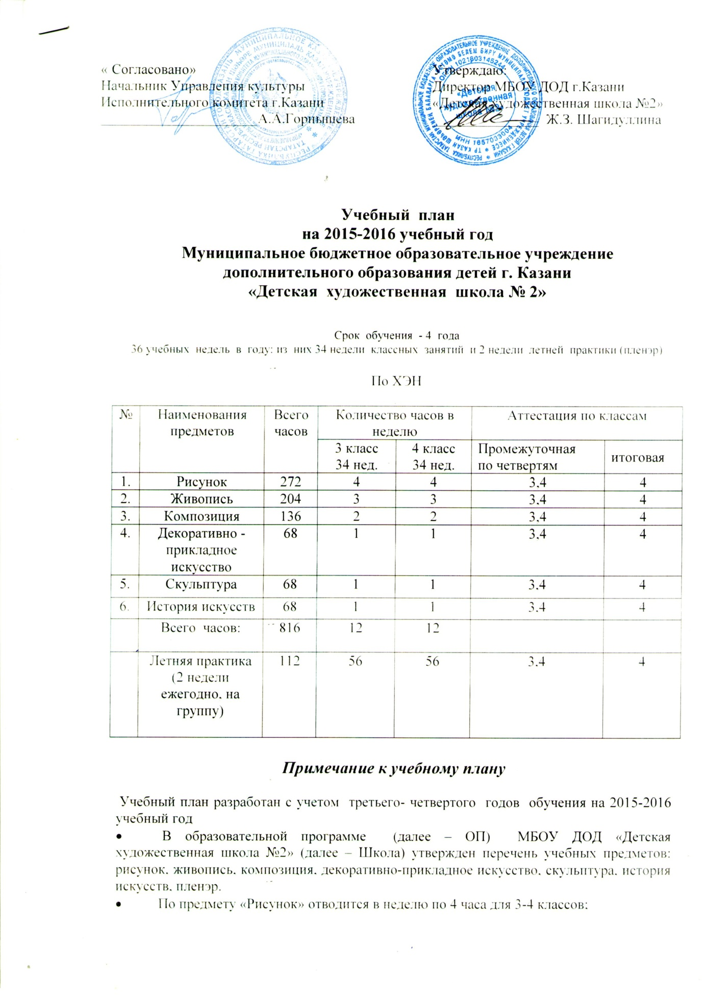 « Согласовано»
Начальник Управления культуры
Исполнительного комитета г.Казани
А.А.Горнышева
Утверждаю:
Директор МБОУ ДОД г.Казани
«Детская художественная школа №2»
Ж.З. Шагидуллина
«Детская
художественная
школа №2»
ОГРН 1021603145244
ИНН 1657033004
Учебный план
на 2015-2016 учебный год
Муниципальное бюджетное образовательное учреждение
дополнительного образования детей г. Казани
«Детская художественная школа № 2»
Срок обучения - 4 года
36 учебных недель в году: из них 34 недели классных занятий и 2 недели летней практики (пленэр)
По ХЭН
№ Наименования предметов Всего часов Количество часов в неделю Аттестация по классам
3 класс 34 нед. 4 класс 34 нед. Промежуточная по четвертям итоговая
1. Рисунок 272 4 4 3,4 4
2. Живопись 204 3 3 3,4 4
3. Композиция 136 2 2 3,4 4
4. Декоративно - прикладное искусство 68 1 1 3,4 4
5. Скульптура 68 1 1 3,4 4
6. История искусств 68 1 1 3,4 4
Всего часов: 816 12 12
Летняя практика (2 недели ежегодно, на группу) 112 56 56 3,4 4
Примечание к учебному плану
Учебный план разработан с учетом третьего- четвертого годов обучения на 2015-2016
учебный год
• В образовательной программе (далее – ОП) МБОУ ДОД «Детская
художественная школа №2» (далее – Школа) утвержден перечень учебных предметов:
рисунок, живопись, композиция, декоративно-прикладное искусство, скульптура, история
искусств, пленэр.
• По предмету «Рисунок» отводится в неделю по 4 часа для 3-4 классов;